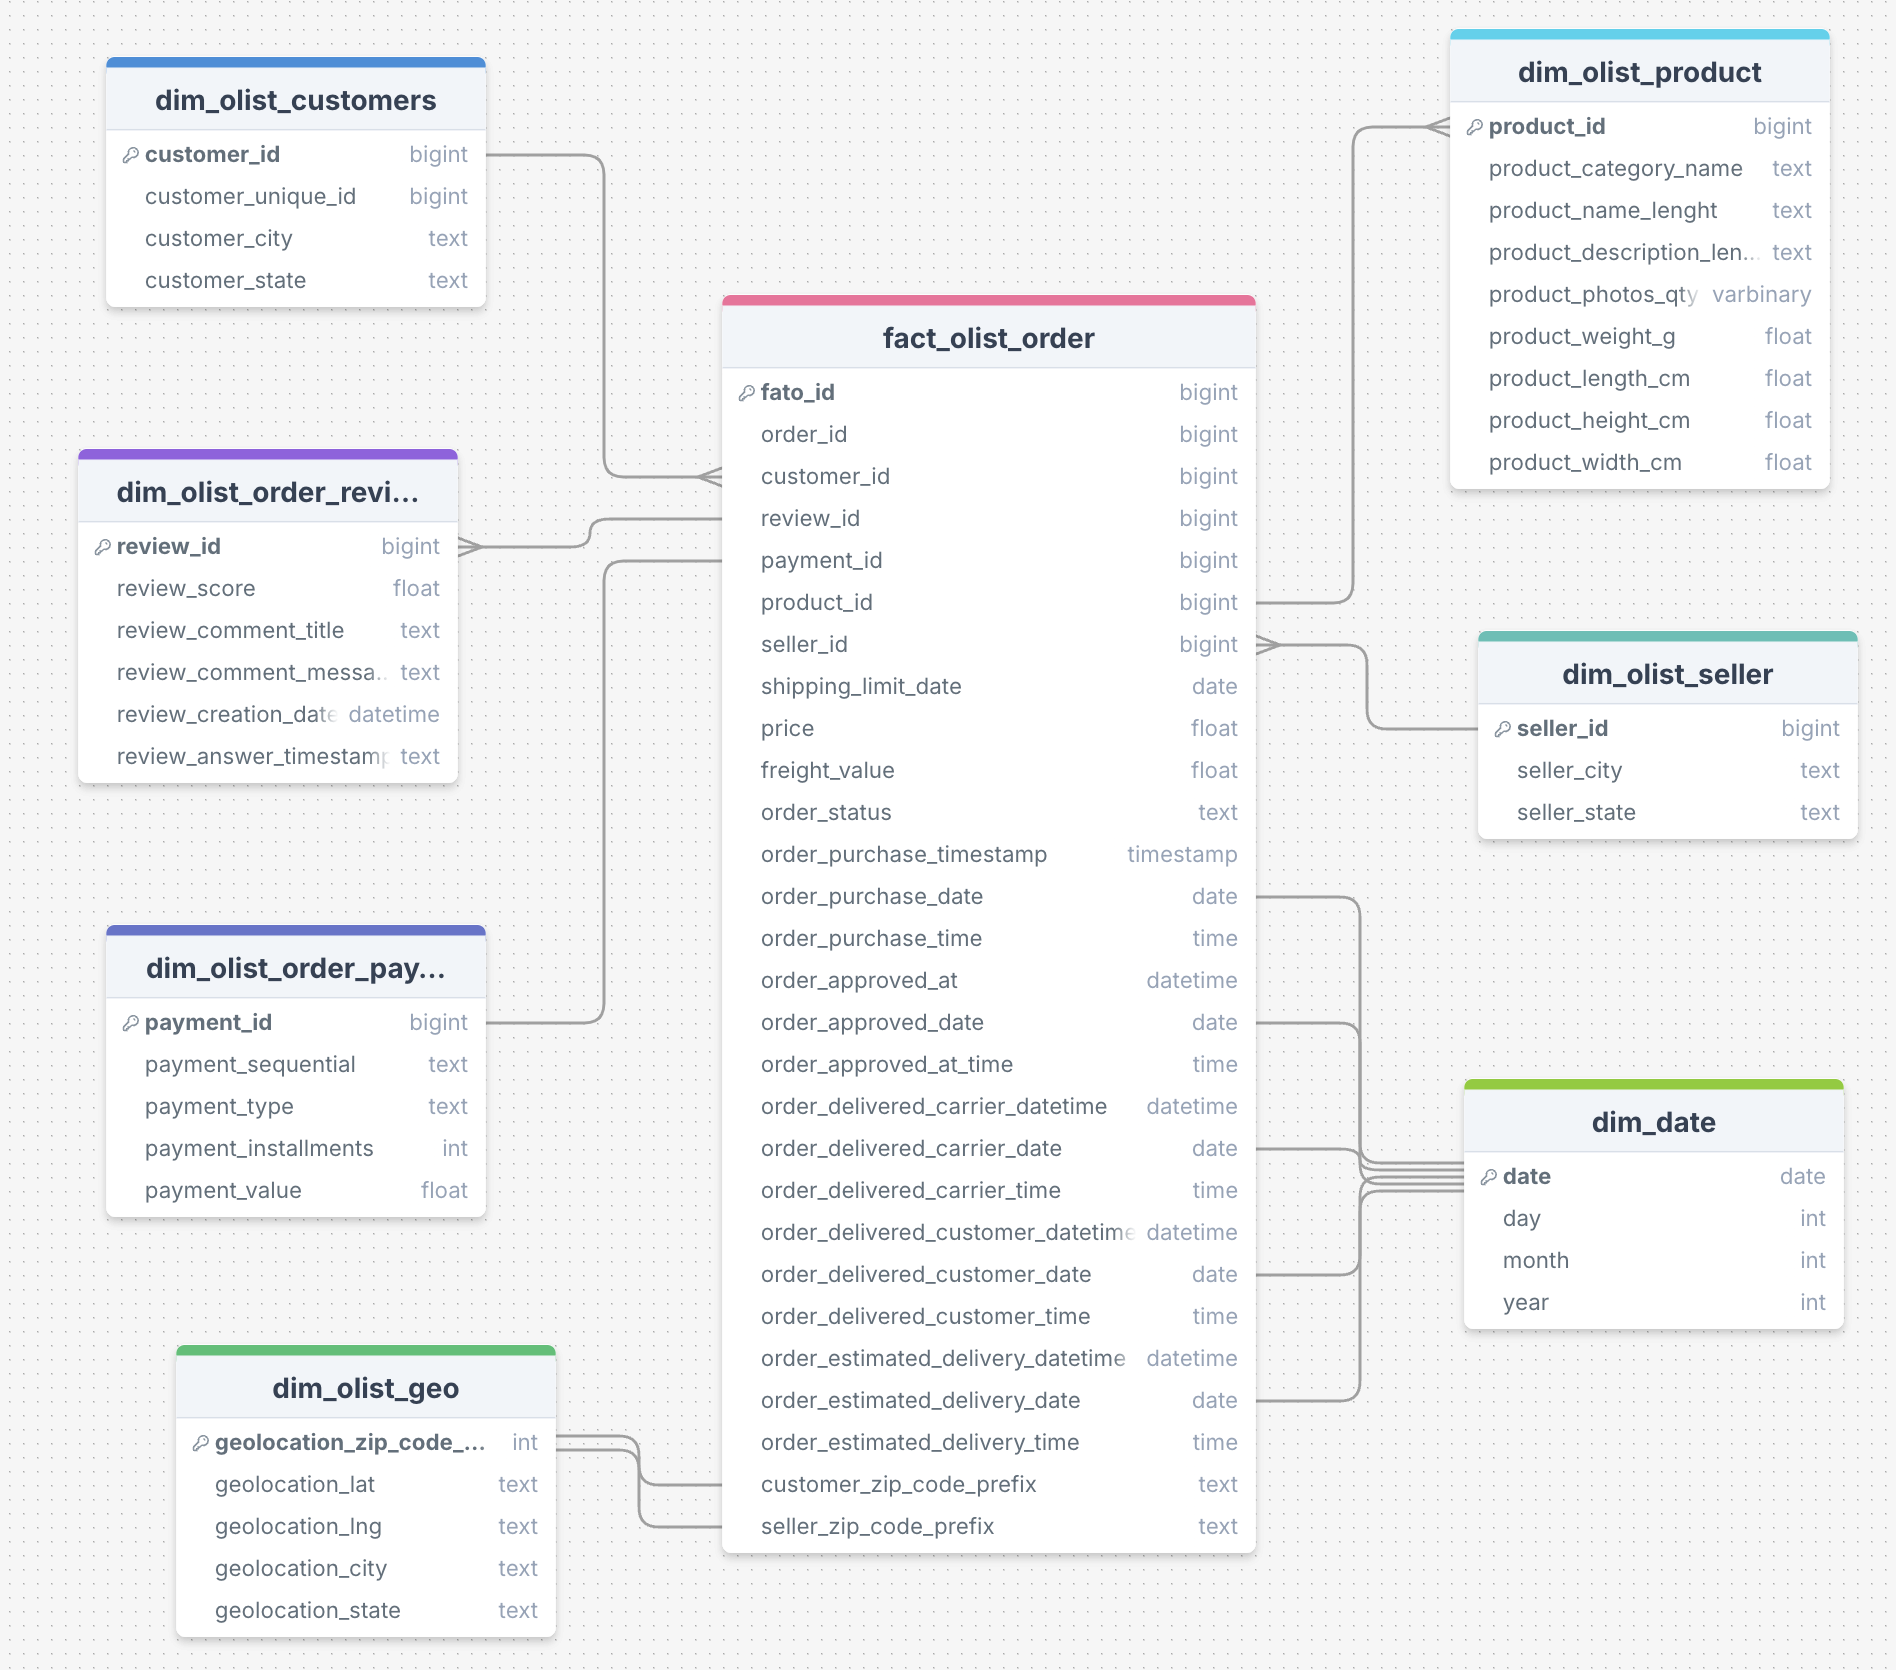 dim_olist_customers
customer_id bigint
customer_unique_id bigint
customer_city text
customer_state text
dim_olist_order_revi...
review_id bigint
review_score float
review_comment_title text
review_comment_messa... text
review_creation_date datetime
review_answer_timestamp text
dim_olist_order_pay...
payment_id bigint
payment_sequential text
payment_type text
payment_installments int
payment_value float
dim_olist_geo
geolocation_zip_code_... int
geolocation_lat text
geolocation_lng text
geolocation_city text
geolocation_state text
fact_olist_order
fato_id bigint
order_id bigint
customer_id bigint
review_id bigint
payment_id bigint
product_id bigint
seller_id bigint
shipping_limit_date date
price float
freight_value float
order_status text
order_purchase_timestamp timestamp
order_purchase_date date
order_purchase_time time
order_approved_at datetime
order_approved_date date
order_approved_at_time time
order_delivered_carrier_datetime datetime
order_delivered_carrier_date date
order_delivered_carrier_time time
order_delivered_customer_datetime datetime
order_delivered_customer_date date
order_delivered_customer_time time
order_estimated_delivery_datetime datetime
order_estimated_delivery_date date
order_estimated_delivery_time time
customer_zip_code_prefix text
seller_zip_code_prefix text
dim_olist_product
product_id bigint
product_category_name text
product_name_lenght text
product_description_len... text
product_photos_qty varbinary
product_weight_g float
product_length_cm float
product_height_cm float
product_width_cm float
dim_olist_seller
seller_id bigint
seller_city text
seller_state text
dim_date
date date
day int
month int
year int